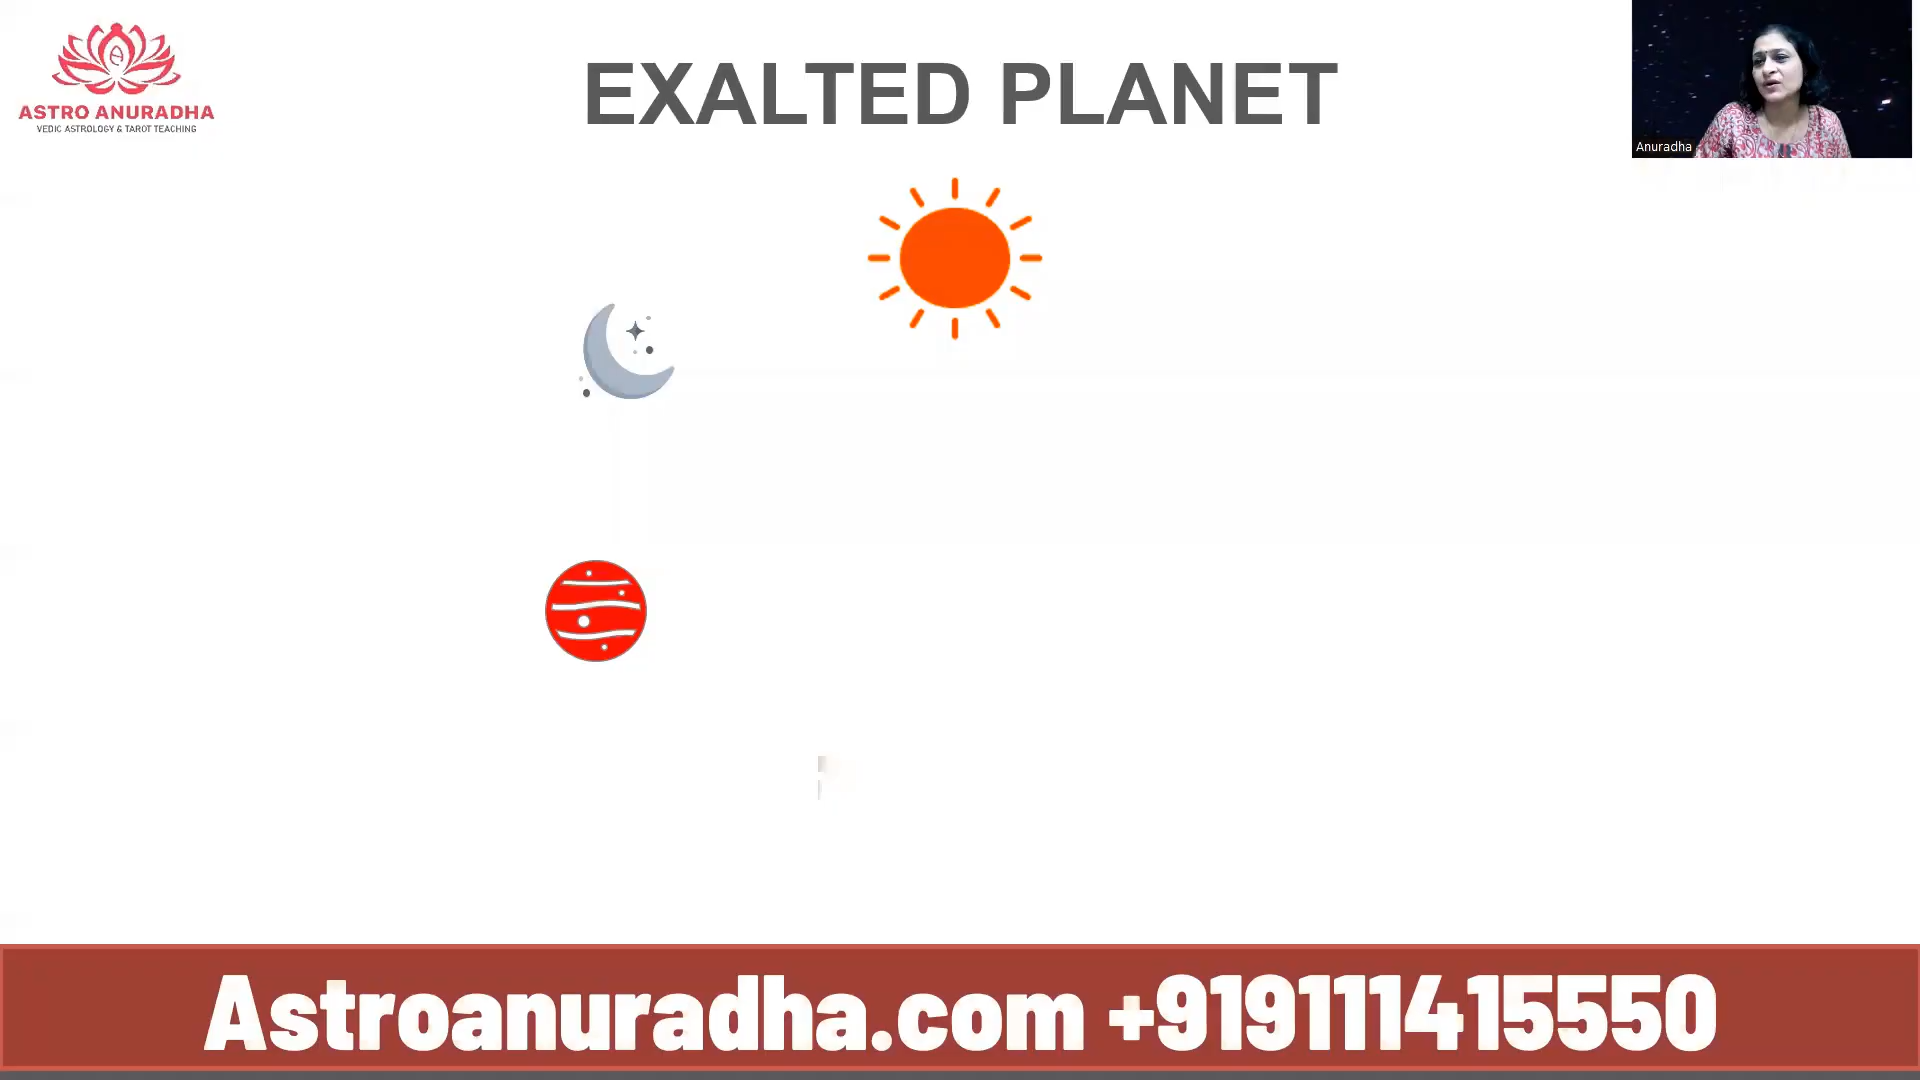 ASTRO ANURADHA
VEDIC ASTROLOGY & TAROT TEACHING
EXALTED PLANET
Anuradha
Astroanuradha.com +919111415550